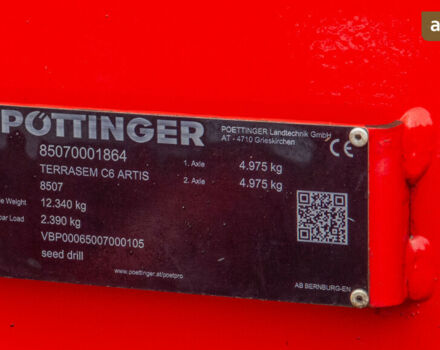 a
PÖTTINGER
POETTINGER Landtechnik GmbH
AT - 4710 Grieskirchen
CE
85070001864
TERRASEM C6 ARTIS
8507
1. Axle 4.975 kg
2. Axle 4.975 kg
Weight 12.340 kg
bar Load 2.390 kg
VBP00065007000105
seed drill
www.poettinger.at/poetpro
AB BERNBURG-EN